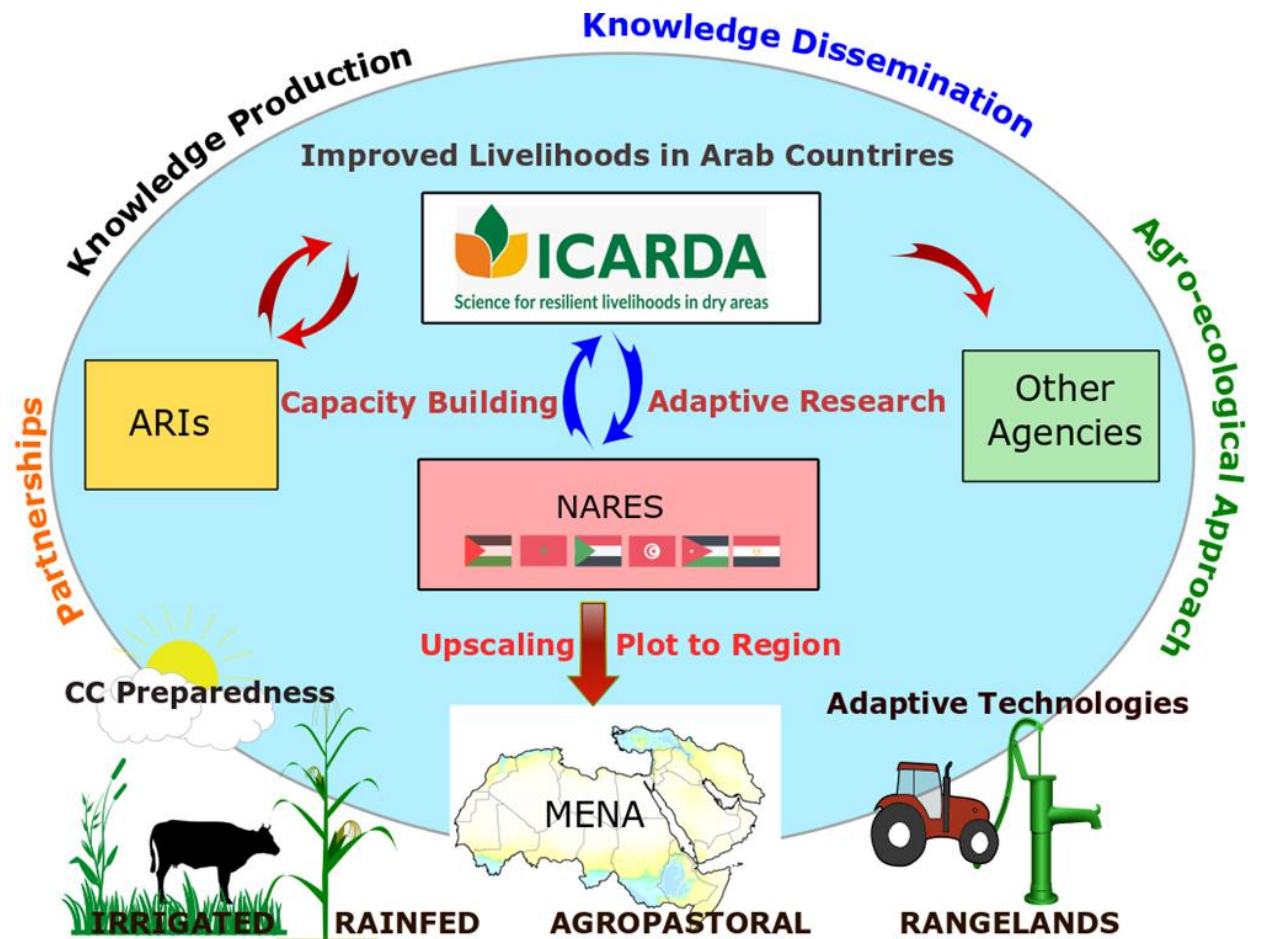 Knowledge Dissemination
Knowledge Production
Improved Livelihoods in Arab Countrires
ICARDA
Science for resilient livelihoods in dry areas
Agro-ecological Approach
Partnerships
ARIs
Capacity Building
Adaptive Research
Other
Agencies
NARES
Upscaling
Plot to Region
CC Preparedness
Adaptive Technologies
MENA
IRRIGATED
RAINFED
AGROPASTORAL
RANGELANDS